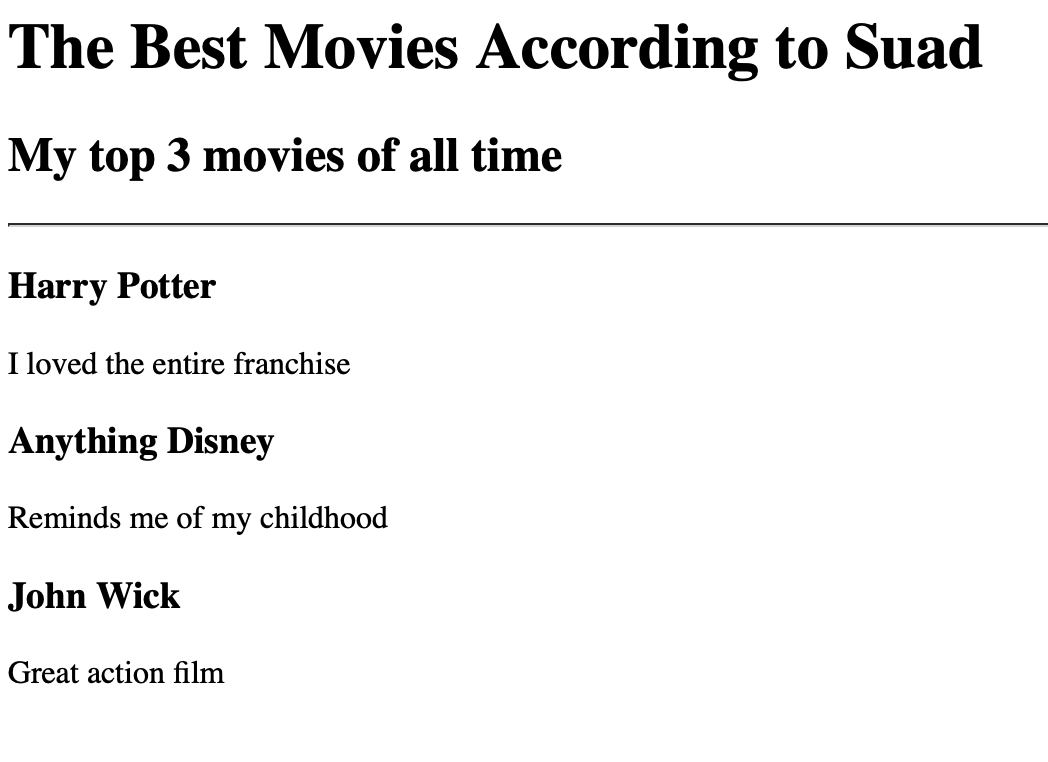 The Best Movies According to Suad
My top 3 movies of all time
Harry Potter
I loved the entire franchise
Anything Disney
Reminds me of my childhood
John Wick
Great action film